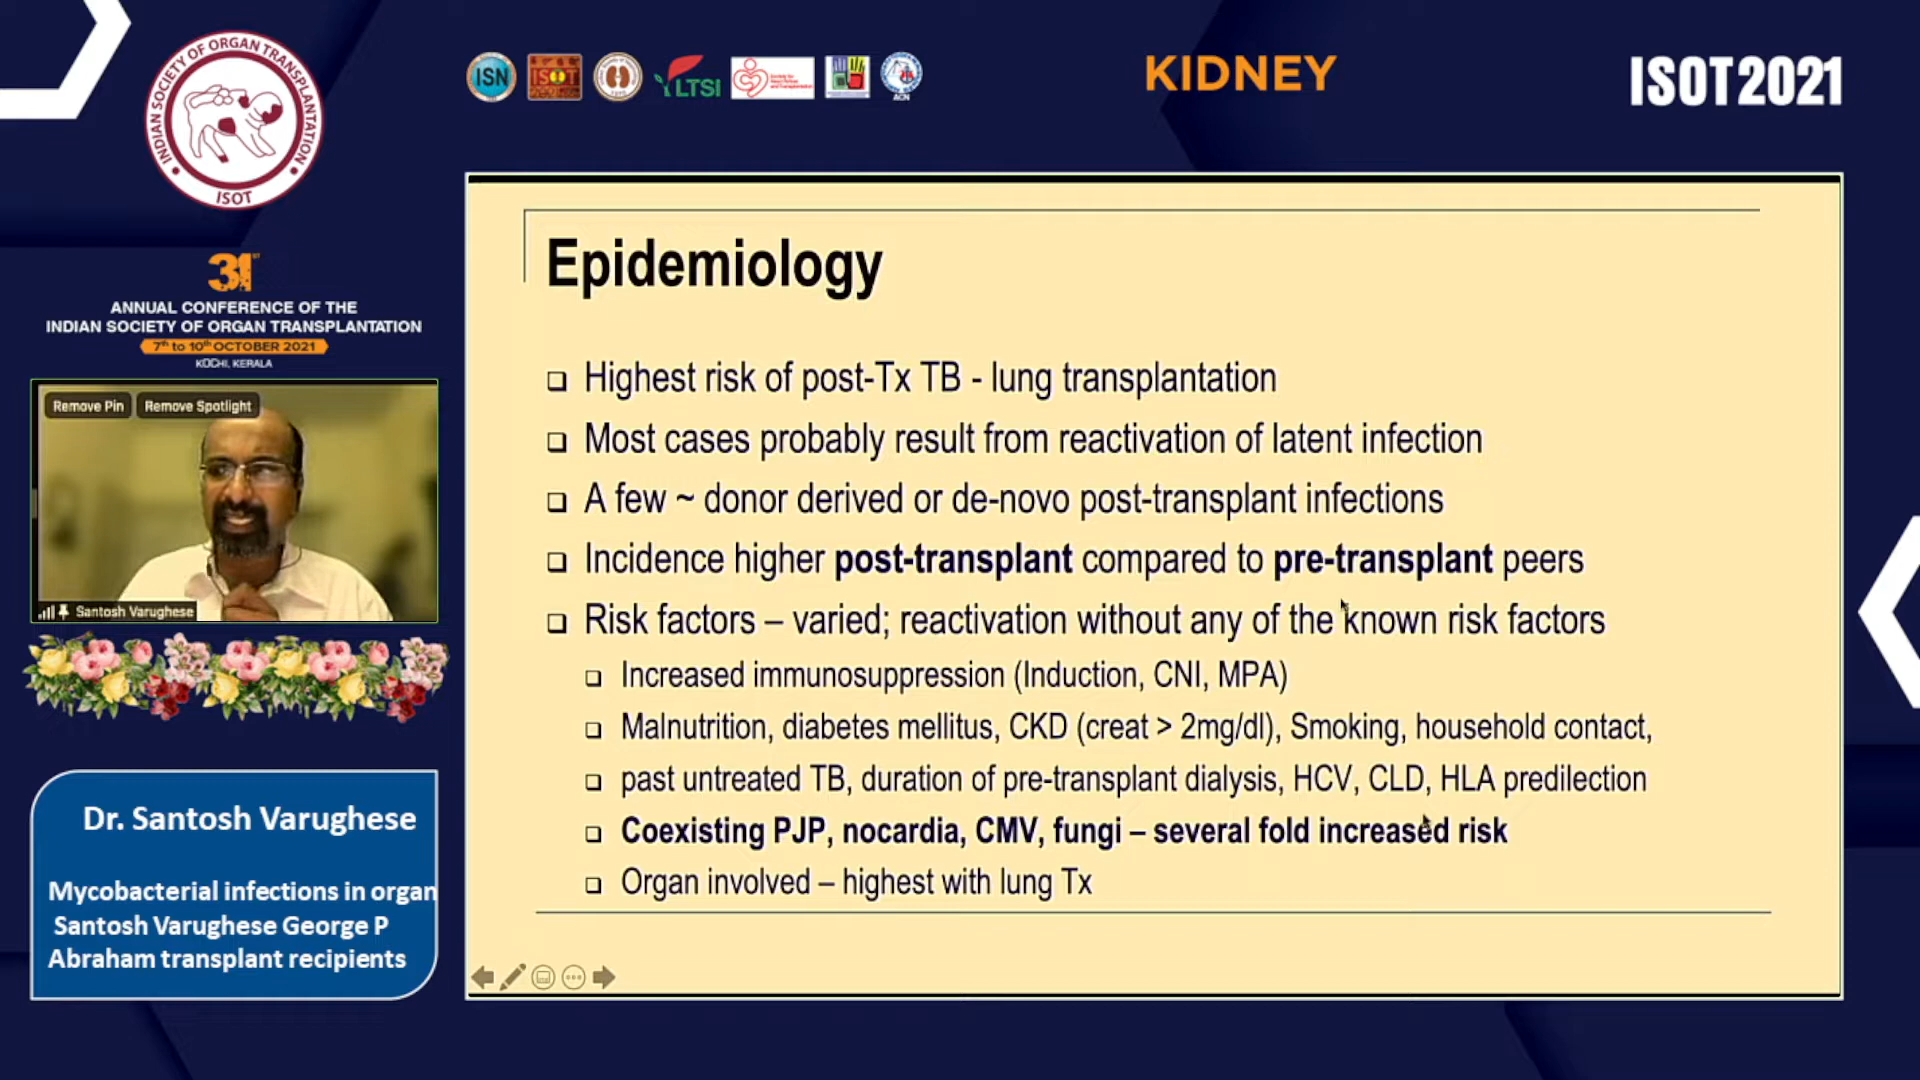 INDIAN SOCIETY OF ORGAN TRANSPLANTATION
ISOT
ISN
ISOT
LTSI
ACN
KIDNEY
ISOT2021
31ST
ANNUAL CONFERENCE OF THE
INDIAN SOCIETY OF ORGAN TRANSPLANTATION
7th to 10th OCTOBER 2021
KOCHI, KERALA
Remove Pin Remove Spotlight
Santosh Varughese
Dr. Santosh Varughese
Mycobacterial infections in organ
Santosh Varughese George P
Abraham transplant recipients
Epidemiology
Highest risk of post-Tx TB - lung transplantation
Most cases probably result from reactivation of latent infection
A few ~ donor derived or de-novo post-transplant infections
Incidence higher post-transplant compared to pre-transplant peers
Risk factors – varied; reactivation without any of the known risk factors
Increased immunosuppression (Induction, CNI, MPA)
Malnutrition, diabetes mellitus, CKD (creat > 2mg/dl), Smoking, household contact,
past untreated TB, duration of pre-transplant dialysis, HCV, CLD, HLA predilection
Coexisting PJP, nocardia, CMV, fungi – several fold increased risk
Organ involved – highest with lung Tx